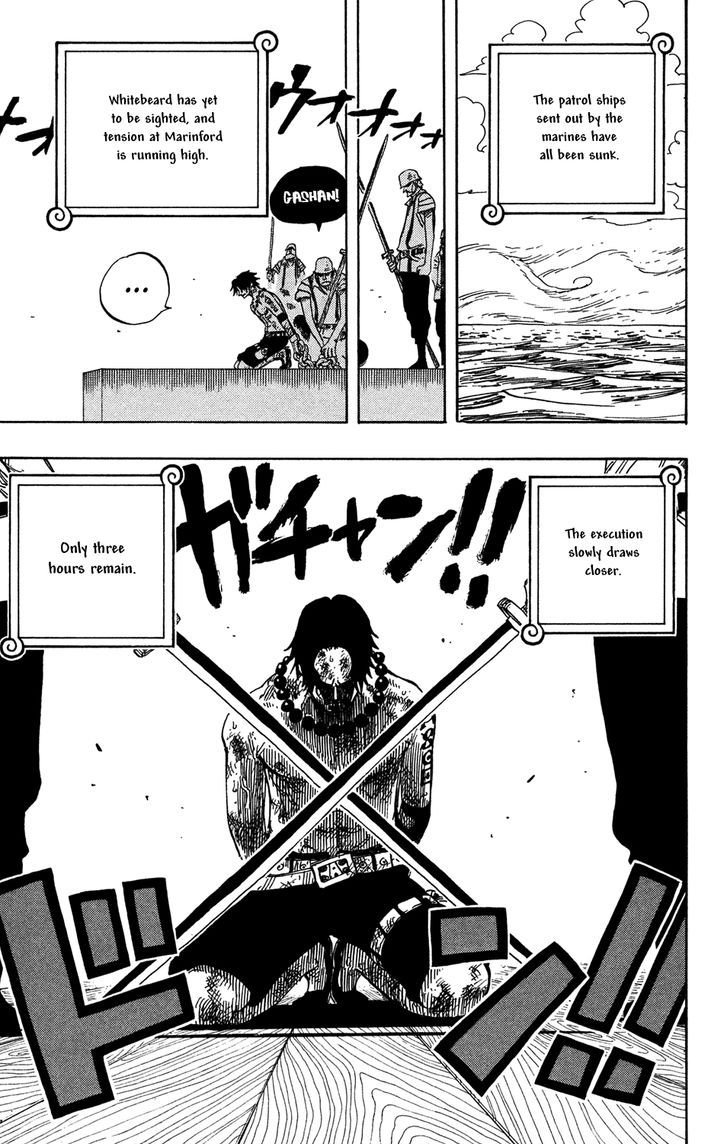 The patrol ships
sent out by the
marines have
all been sunk.
ウオオオオ
Whitebeard has yet
to be sighted, and
tension at Marinford
is running high.
GASHAN!
...
The execution
slowly draws
closer.
ガチャン!!
Only three
hours remain.
ドン!!